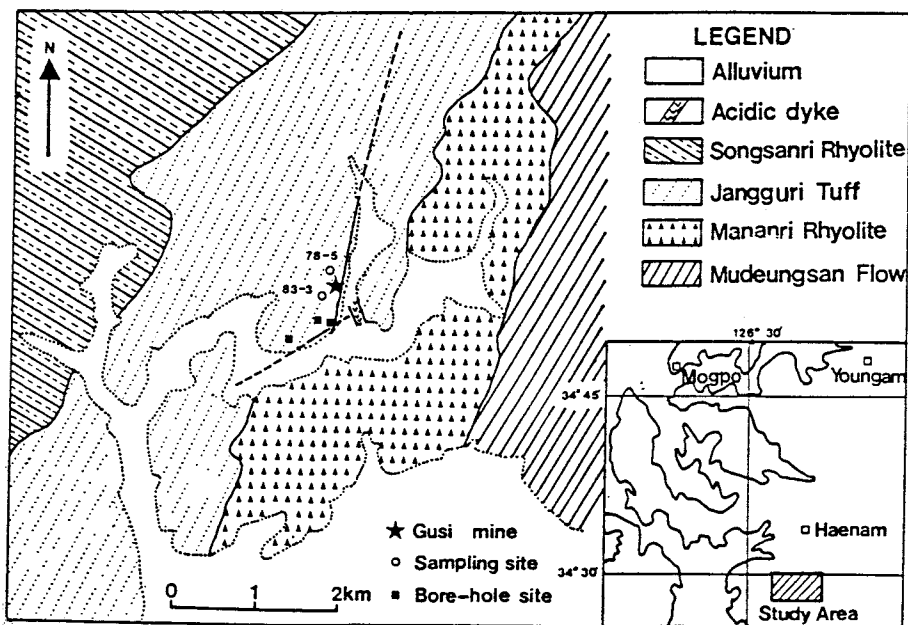 N
78-5
83-3
★ Gusi mine
○ Sampling site
■ Bore-hole site
0 1 2km
LEGEND
Alluvium
Acidic dyke
Songsanri Rhyolite
Jangguri Tuff
Mananri Rhyolite
Mudeungsan Flow
126° 30'
Mogpo
Youngam
34° 45'
Haenam
34° 30'
Study Area